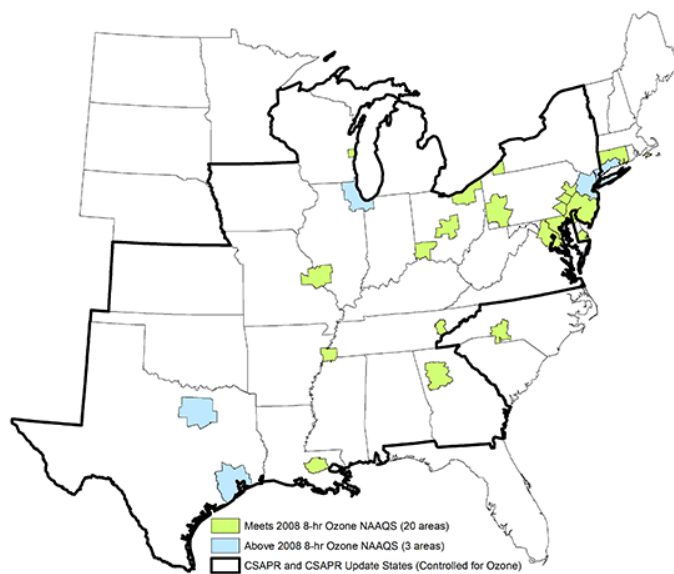 Meets 2008 8-hr Ozone NAAQS (20 areas)
Above 2008 8-hr Ozone NAAQS (3 areas)
CSAPR and CSAPR Update States (Controlled for Ozone)